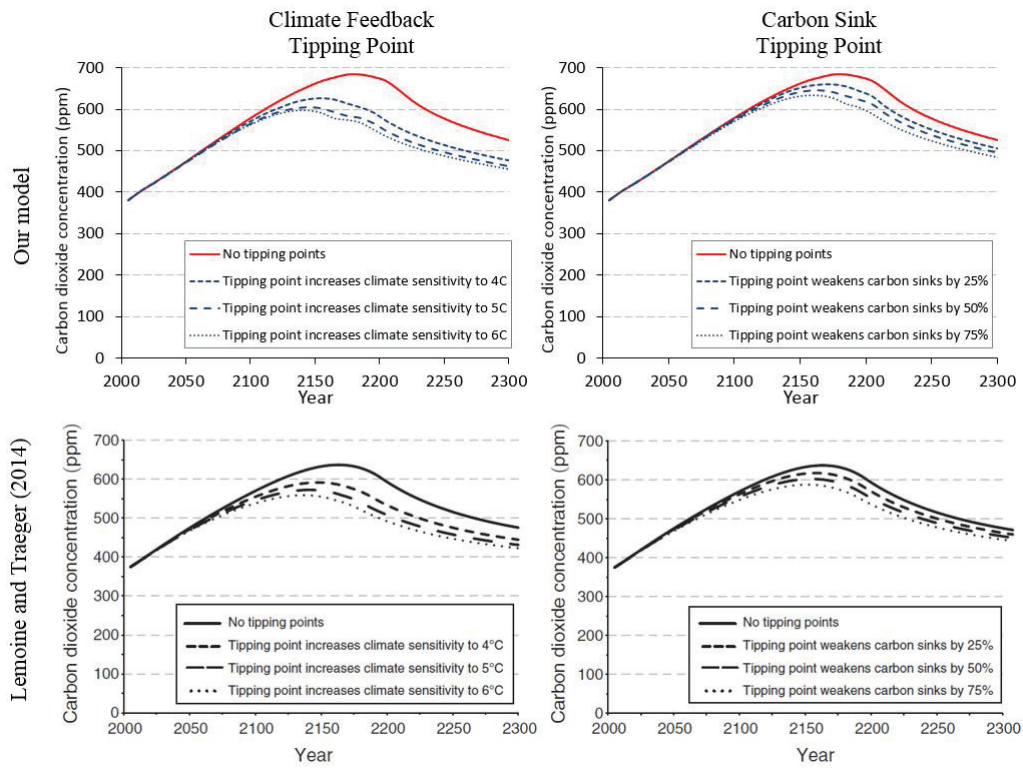 Climate Feedback
Tipping Point
Carbon Sink
Tipping Point
Our model
Carbon dioxide concentration (ppm)
700
600
500
400
300
200
100
0
No tipping points
Tipping point increases climate sensitivity to 4C
Tipping point increases climate sensitivity to 5C
Tipping point increases climate sensitivity to 6C
2000 2050 2100 2150 2200 2250 2300
Year
Carbon dioxide concentration (ppm)
700
600
500
400
300
200
100
0
No tipping points
Tipping point weakens carbon sinks by 25%
Tipping point weakens carbon sinks by 50%
Tipping point weakens carbon sinks by 75%
2000 2050 2100 2150 2200 2250 2300
Year
Lemoine and Traeger (2014)
Carbon dioxide concentration (ppm)
700
600
500
400
300
200
100
0
No tipping points
Tipping point increases climate sensitivity to 4°C
Tipping point increases climate sensitivity to 5°C
Tipping point increases climate sensitivity to 6°C
2000 2050 2100 2150 2200 2250 2300
Year
Carbon dioxide concentration (ppm)
700
600
500
400
300
200
100
0
No tipping points
Tipping point weakens carbon sinks by 25%
Tipping point weakens carbon sinks by 50%
Tipping point weakens carbon sinks by 75%
2000 2050 2100 2150 2200 2250 2300
Year